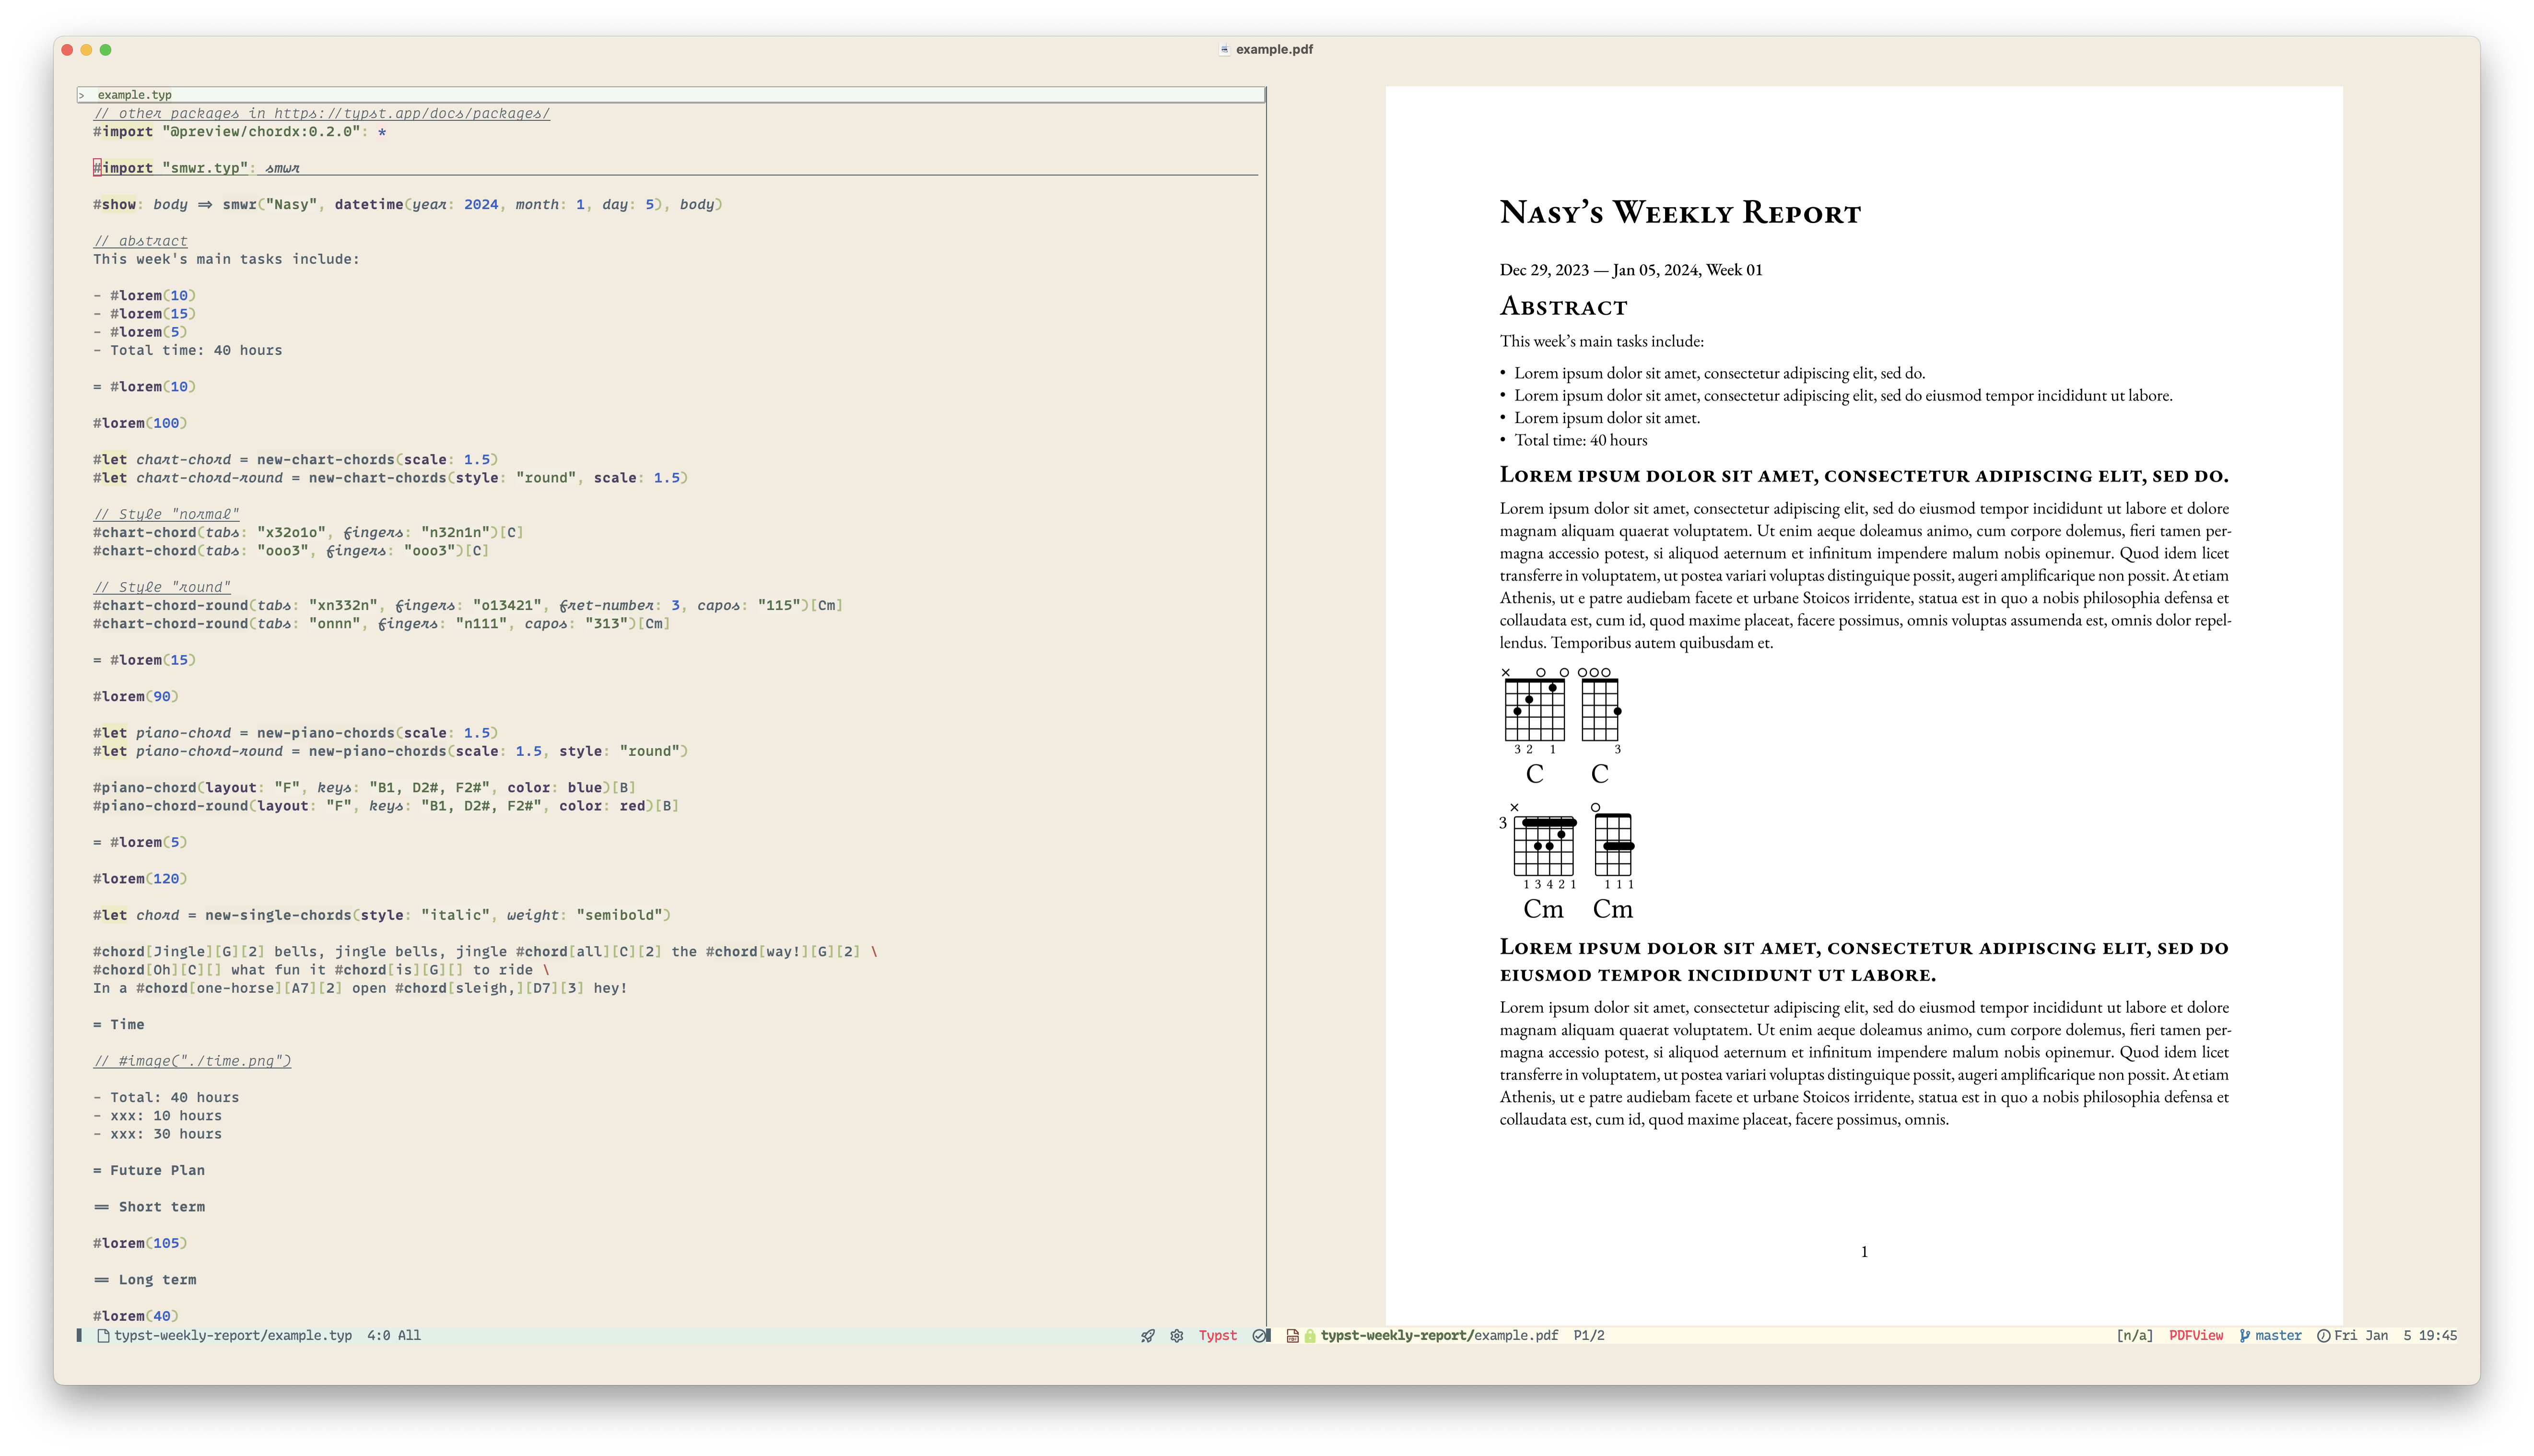 example.pdf
> example.typ
// other packages in https://typst.app/docs/packages/
#import "@preview/chordx:0.2.0": *
#import "smwr.typ": smwr
#show: body => smwr("Nasy", datetime(year: 2024, month: 1, day: 5), body)
// abstract
This week's main tasks include:
- #lorem(10)
- #lorem(15)
- #lorem(5)
- Total time: 40 hours
= #lorem(10)
#lorem(100)
#let chart-chord = new-chart-chords(scale: 1.5)
#let chart-chord-round = new-chart-chords(style: "round", scale: 1.5)
// Style "normal"
#chart-chord(tabs: "x32o1o", fingers: "n32n1n")[C]
#chart-chord(tabs: "ooo3", fingers: "ooo3")[C]
// Style "round"
#chart-chord-round(tabs: "xn332n", fingers: "o13421", fret-number: 3, capos: "115")[Cm]
#chart-chord-round(tabs: "onnn", fingers: "n111", capos: "313")[Cm]
= #lorem(15)
#lorem(90)
#let piano-chord = new-piano-chords(scale: 1.5)
#let piano-chord-round = new-piano-chords(scale: 1.5, style: "round")
#piano-chord(layout: "F", keys: "B1, D2#, F2#", color: blue)[B]
#piano-chord-round(layout: "F", keys: "B1, D2#, F2#", color: red)[B]
= #lorem(5)
#lorem(120)
#let chord = new-single-chords(style: "italic", weight: "semibold")
#chord[Jingle][G][2] bells, jingle bells, jingle #chord[all][C][2] the #chord[way!][G][2] \
#chord[Oh][C][] what fun it #chord[is][G][] to ride \
In a #chord[one-horse][A7][2] open #chord[sleigh,][D7][3] hey!
= Time
// #image("./time.png")
- Total: 40 hours
- xxx: 10 hours
- xxx: 30 hours
= Future Plan
== Short term
#lorem(105)
== Long term
#lorem(40)
typst-weekly-report/example.typ 4:0 All Typst
Nasy’s Weekly Report
Dec 29, 2023 — Jan 05, 2024, Week 01
Abstract
This week’s main tasks include:
• Lorem ipsum dolor sit amet, consectetur adipiscing elit, sed do.
• Lorem ipsum dolor sit amet, consectetur adipiscing elit, sed do eiusmod tempor incididunt ut labore.
• Lorem ipsum dolor sit amet.
• Total time: 40 hours
Lorem ipsum dolor sit amet, consectetur adipiscing elit, sed do.
Lorem ipsum dolor sit amet, consectetur adipiscing elit, sed do eiusmod tempor incididunt ut labore et dolore
magnam aliquam quaerat voluptatem. Ut enim aeque doleamus animo, cum corpore dolemus, fieri tamen per-
magna accessio potest, si aliquod aeternum et infinitum impendere malum nobis opinemur. Quod idem licet
transferre in voluptatem, ut postea variari voluptas distinguique possit, augeri amplificarique non possit. At etiam
Athenis, ut e patre audiebam facete et urbane Stoicos irridente, statua est in quo a nobis philosophia defensa et
collaudata est, cum id, quod maxime placeat, facere possimus, omnis voluptas assumenda est, omnis dolor repel-
lendus. Temporibus autem quibusdam et.
3 2 1 3
C C
3
1 3 4 2 1 1 1 1
Cm Cm
Lorem ipsum dolor sit amet, consectetur adipiscing elit, sed do
eiusmod tempor incididunt ut labore.
Lorem ipsum dolor sit amet, consectetur adipiscing elit, sed do eiusmod tempor incididunt ut labore et dolore
magnam aliquam quaerat voluptatem. Ut enim aeque doleamus animo, cum corpore dolemus, fieri tamen per-
magna accessio potest, si aliquod aeternum et infinitum impendere malum nobis opinemur. Quod idem licet
transferre in voluptatem, ut postea variari voluptas distinguique possit, augeri amplificarique non possit. At etiam
Athenis, ut e patre audiebam facete et urbane Stoicos irridente, statua est in quo a nobis philosophia defensa et
collaudata est, cum id, quod maxime placeat, facere possimus, omnis.
1
typst-weekly-report/example.pdf P1/2 [n/a] PDFView master Fri Jan 5 19:45